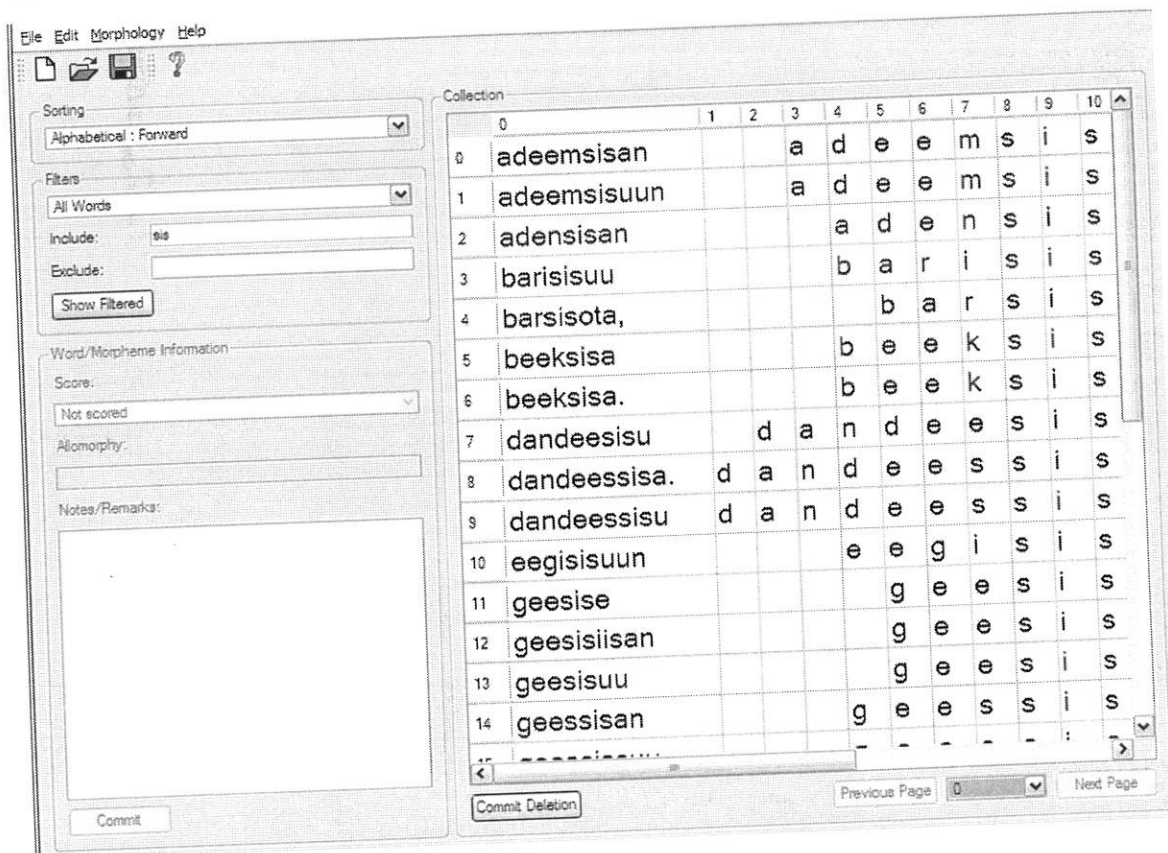 File Edit Morphology Help
Sorting
Alphabetical : Forward
Filters
All Words
Include: sis
Exclude:
Show Filtered
Word/Morpheme Information
Score:
Not scored
Allomorphy:
Notes/Remarks:
Commit
Collection
0 1 2 3 4 5 6 7 8 9 10
0 adeemsisan a d e e m s i s
1 adeemsisuun a d e e m s i s
2 adensisan a d e n s i s
3 barisisuu b a r i s i s
4 barsisota, b a r s i s
5 beeksisa b e e k s i s
6 beeksisa. b e e k s i s
7 dandeesisu d a n d e e s i s
8 dandeessisa. d a n d e e s s i s
9 dandeessisu d a n d e e s s i s
10 eegisisuun e e g i s i s
11 geesise g e e s i s
12 geesisiisan g e e s i s
13 geesisuu g e e s i s
14 geessisan g e e s s i s
Commit Deletion
Previous Page 0 Next Page